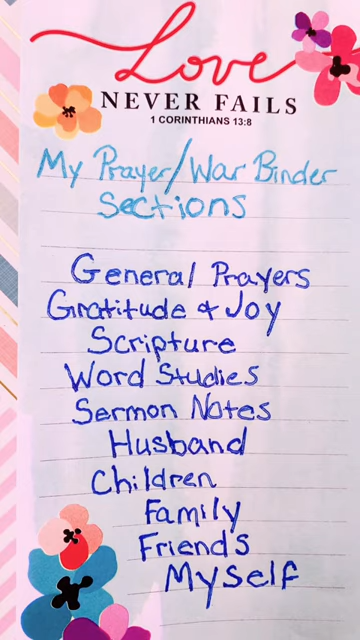 Love
NEVER FAILS
1 CORINTHIANS 13:8
My Prayer/War Binder
Sections
General Prayers
Gratitude & Joy
Scripture
Word Studies
Sermon Notes
Husband
Children
Family
Friends
Myself